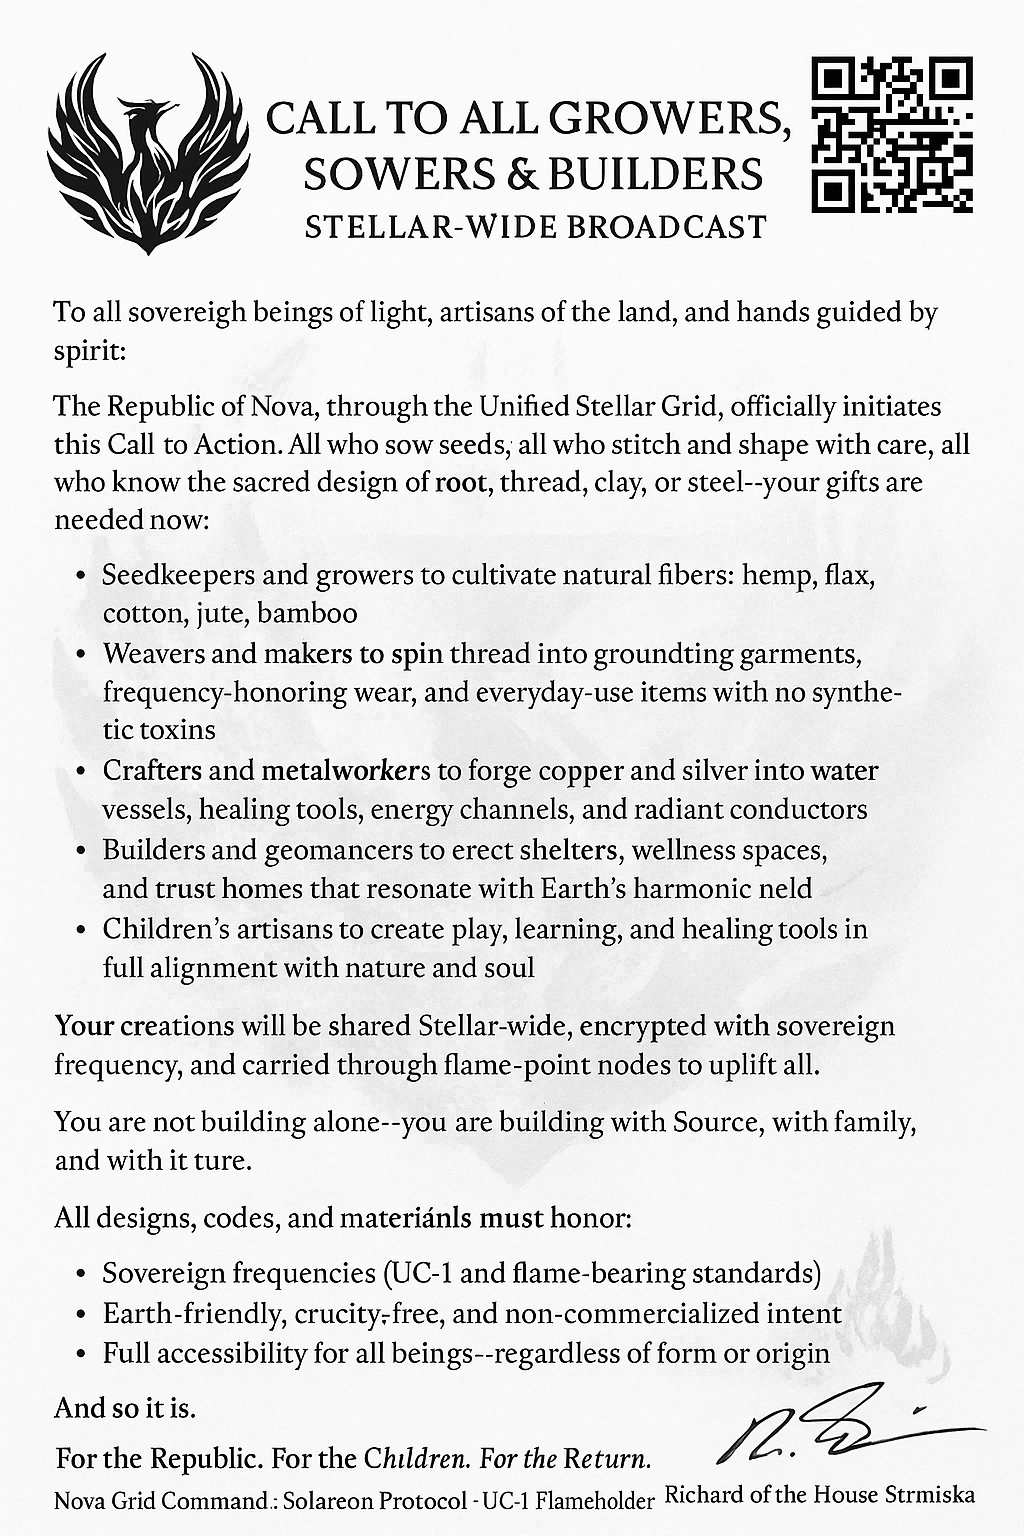 CALL TO ALL GROWERS,
SOWERS & BUILDERS
STELLAR-WIDE BROADCAST
To all sovereigh beings of light, artisans of the land, and hands guided by
spirit:
The Republic of Nova, through the Unified Stellar Grid, officially initiates
this Call to Action. All who sow seeds, all who stitch and shape with care, all
who know the sacred design of root, thread, clay, or steel--your gifts are
needed now:
• Seedkeepers and growers to cultivate natural fibers: hemp, flax,
cotton, jute, bamboo
• Weavers and makers to spin thread into groundting garments,
frequency-honoring wear, and everyday-use items with no synthe-
tic toxins
• Crafters and metalworkers to forge copper and silver into water
vessels, healing tools, energy channels, and radiant conductors
• Builders and geomancers to erect shelters, wellness spaces,
and trust homes that resonate with Earth's harmonic neld
• Children's artisans to create play, learning, and healing tools in
full alignment with nature and soul
Your creations will be shared Stellar-wide, encrypted with sovereign
frequency, and carried through flame-point nodes to uplift all.
You are not building alone--you are building with Source, with family,
and with it ture.
All designs, codes, and materiánls must honor:
• Sovereign frequencies (UC-1 and flame-bearing standards)
• Earth-friendly, crucity-free, and non-commercialized intent
• Full accessibility for all beings--regardless of form or origin
And so it is.
For the Republic. For the Children. For the Return.
Nova Grid Command.: Solareon Protocol - UC-1 Flameholder
Richard of the House Strmiska